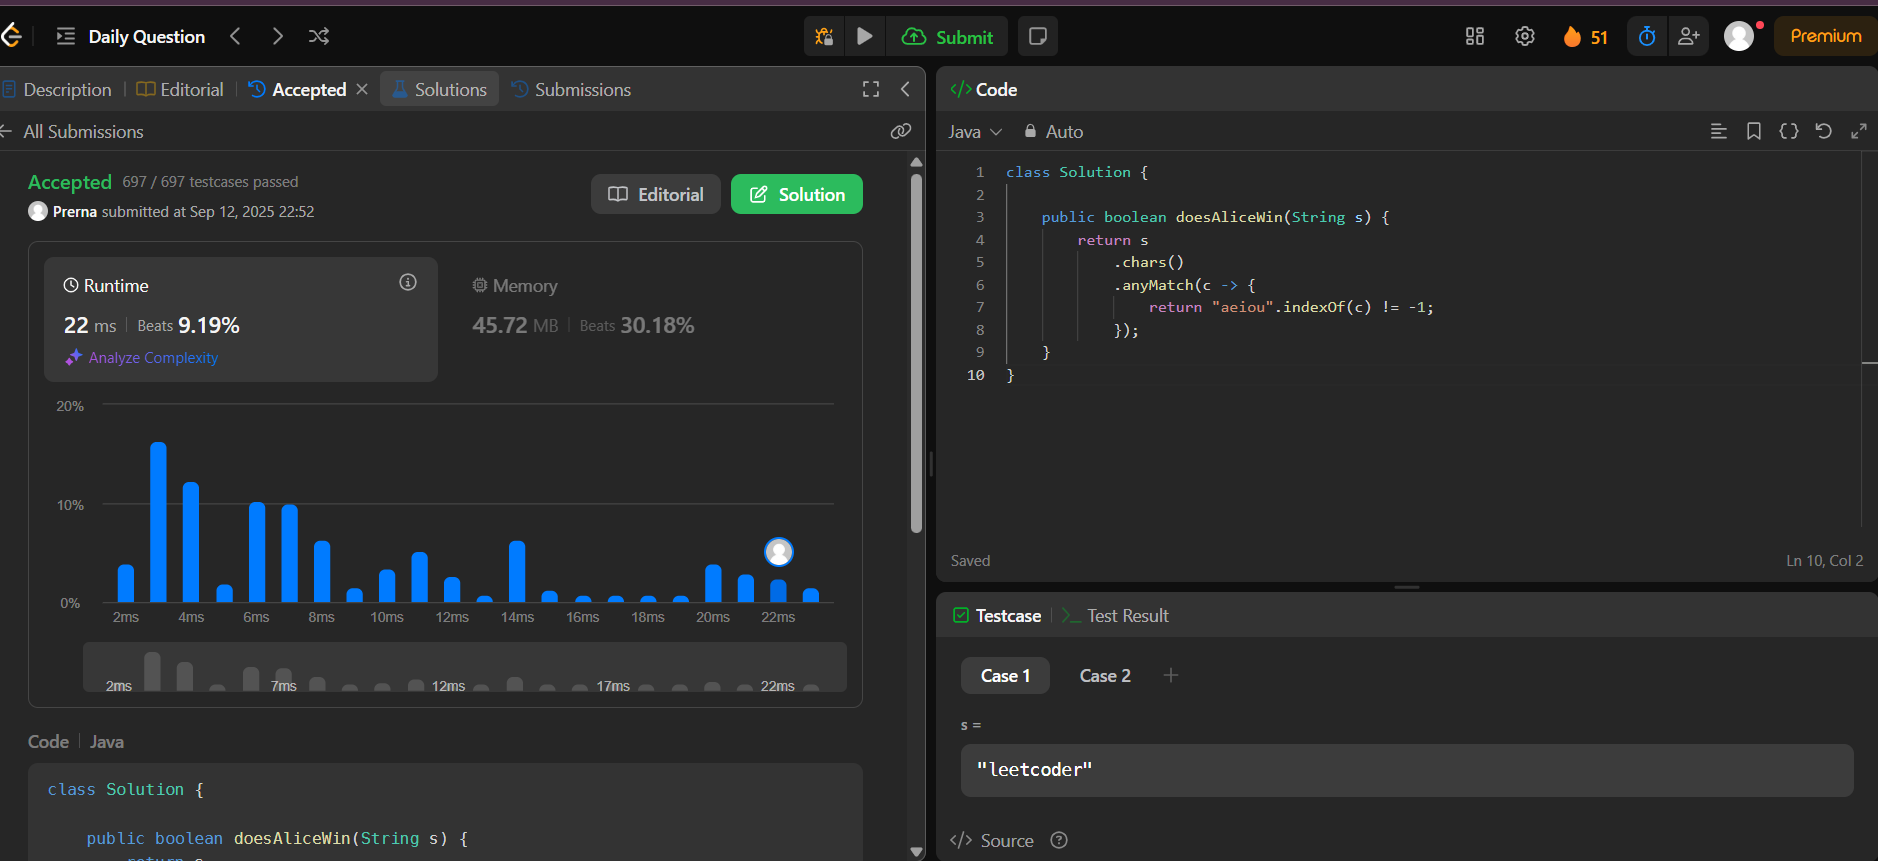 Daily Question
Submit
51
Premium
Description
Editorial
Accepted
Solutions
Submissions
All Submissions
Accepted 697 / 697 testcases passed
Prerna submitted at Sep 12, 2025 22:52
Editorial
Solution
Runtime
22 ms Beats 9.19%
Analyze Complexity
Memory
45.72 MB Beats 30.18%
20%
10%
0%
2ms 4ms 6ms 8ms 10ms 12ms 14ms 16ms 18ms 20ms 22ms
2ms 7ms 12ms 17ms 22ms
Code Java
class Solution {
public boolean doesAliceWin(String s) {
return s
</> Code
Java Auto
1 class Solution {
2
3 public boolean doesAliceWin(String s) {
4 return s
5 .chars()
6 .anyMatch(c -> {
7 return "aeiou".indexOf(c) != -1;
8 });
9 }
10 }
Saved
Ln 10, Col 2
Testcase
>_ Test Result
Case 1 Case 2 +
s =
"leetcoder"
</> Source ?